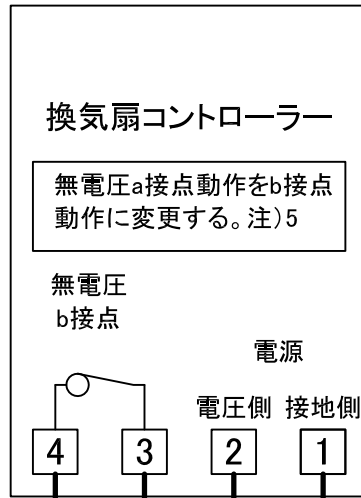 換気扇コントローラー
無電圧a接点動作をb接点
動作に変更する。注)5
無電圧
b接点
電源
電圧側 接地側
4 3 2 1